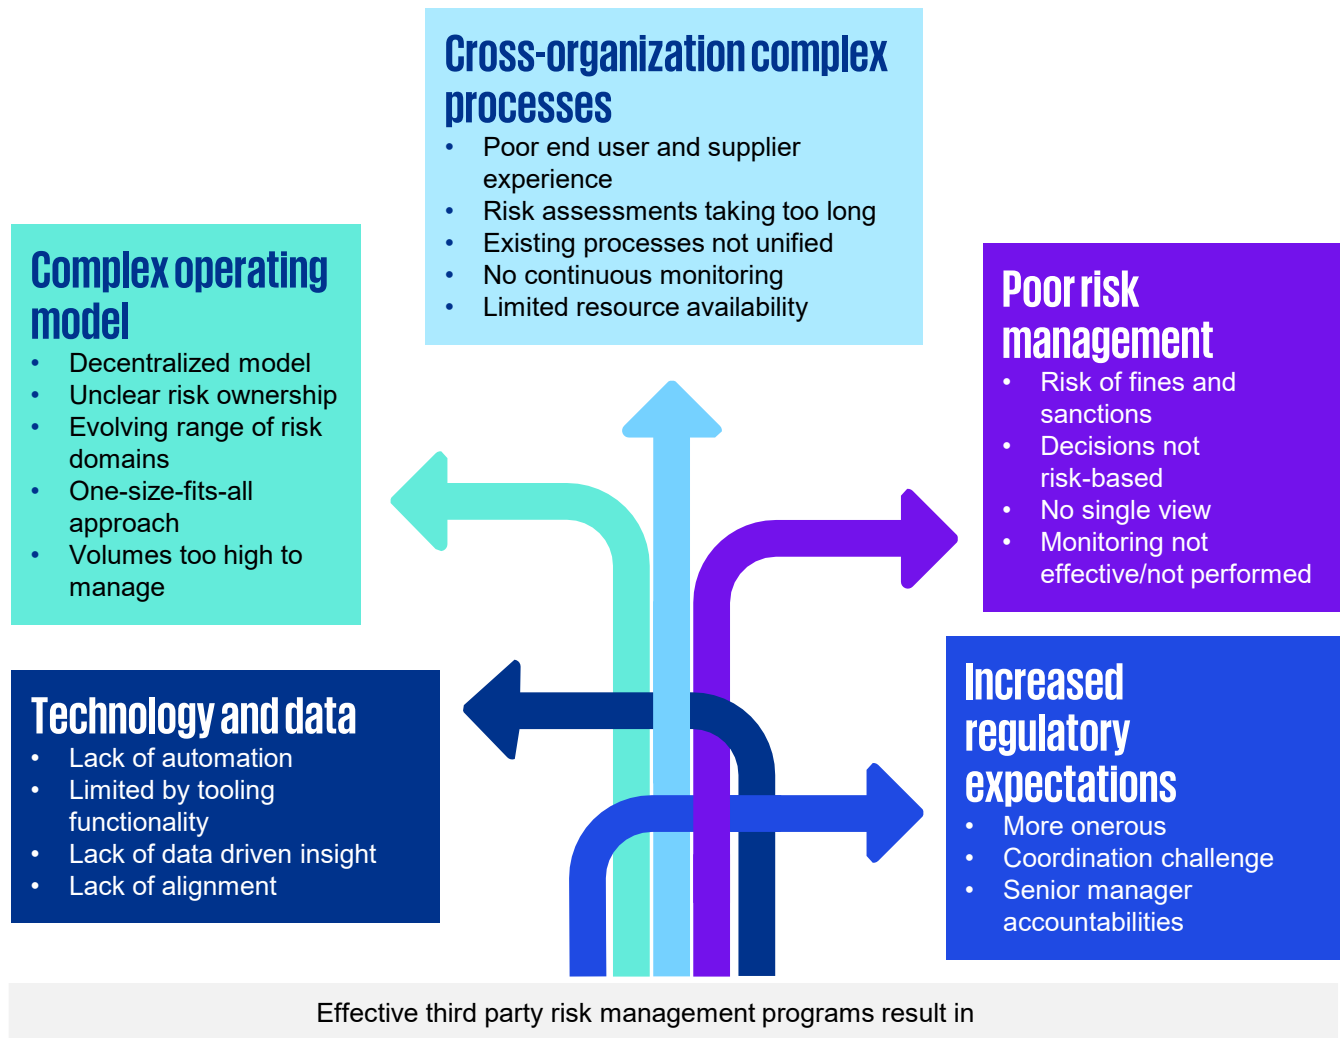 Cross-organization complex
processes
• Poor end user and supplier
experience
• Risk assessments taking too long
• Existing processes not unified
• No continuous monitoring
• Limited resource availability
Complex operating
model
• Decentralized model
• Unclear risk ownership
• Evolving range of risk
domains
• One-size-fits-all
approach
• Volumes too high to
manage
Poor risk
management
• Risk of fines and
sanctions
• Decisions not
risk-based
• No single view
• Monitoring not
effective/not performed
Technology and data
• Lack of automation
• Limited by tooling
functionality
• Lack of data driven insight
• Lack of alignment
Increased
regulatory
expectations
• More onerous
• Coordination challenge
• Senior manager
accountabilities
Effective third party risk management programs result in